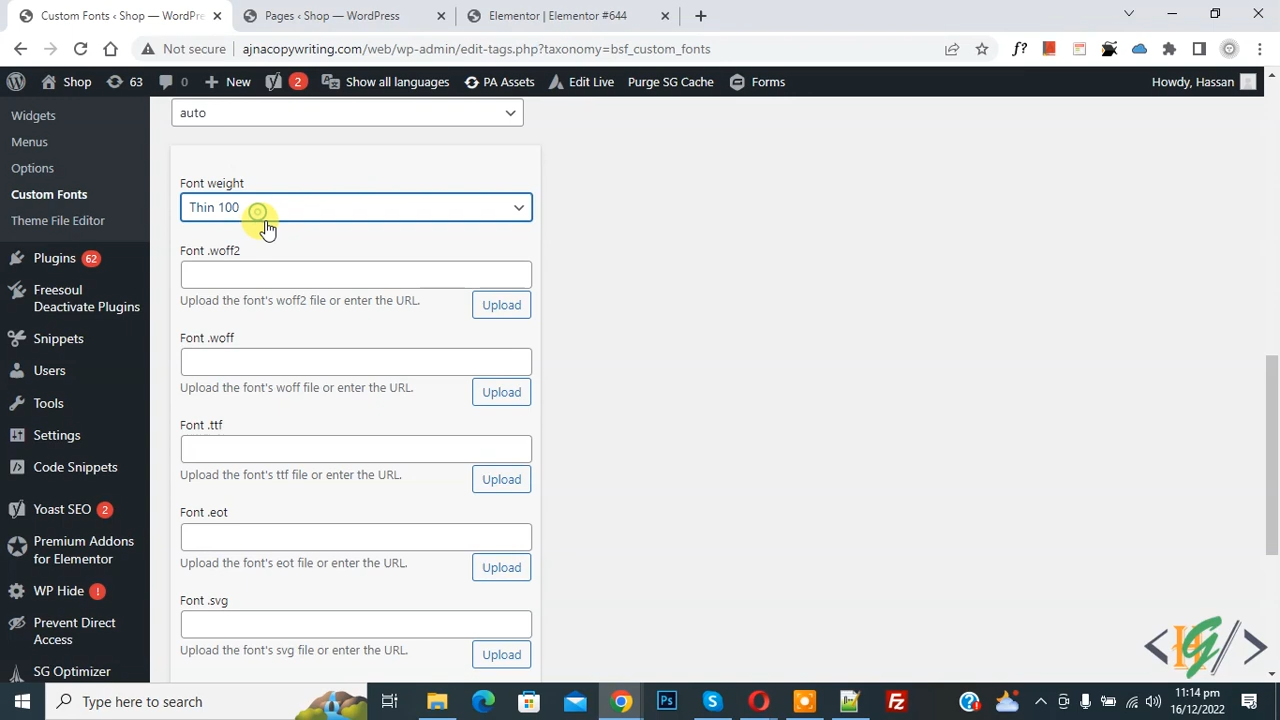 Custom Fonts ‹ Shop — WordPre
Pages ‹ Shop — WordPress
Elementor | Elementor #644
Not secure
ajnacopywriting.com/web/wp-admin/edit-tags.php?taxonomy=bsf_custom_fonts
f?
Shop
63
0
New
2
Show all languages
PA Assets
Edit Live
Purge SG Cache
Forms
Howdy, Hassan
Widgets
Menus
Options
Custom Fonts
Theme File Editor
Plugins 62
Freesoul
Deactivate Plugins
Snippets
Users
Tools
Settings
Code Snippets
Yoast SEO 2
Premium Addons
for Elementor
WP Hide !
Prevent Direct
Access
SG Optimizer
auto
Font weight
Thin 100
Font .woff2
Upload the font's woff2 file or enter the URL.
Upload
Font .woff
Upload the font's woff file or enter the URL.
Upload
Font .ttf
Upload the font's ttf file or enter the URL.
Upload
Font .eot
Upload the font's eot file or enter the URL.
Upload
Font .svg
Upload the font's svg file or enter the URL.
Upload
<HG/>
Type here to search
Ps
11:14 pm
16/12/2022